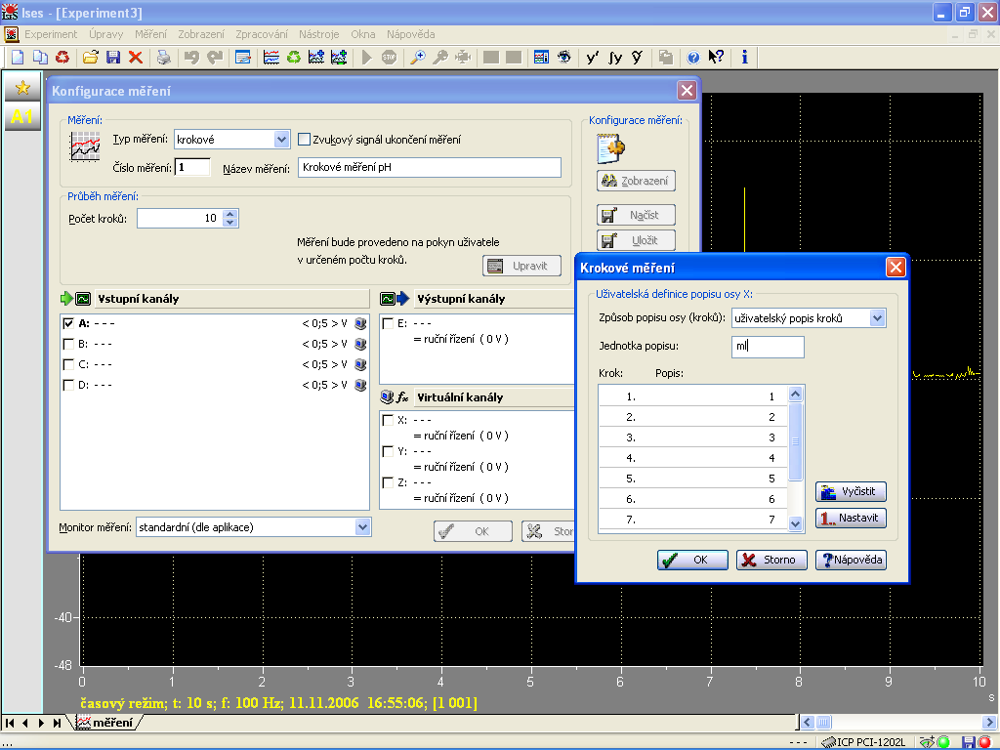 Ises - [Experiment3]
Experiment Úpravy Měření Zobrazení Zpracování Nástroje Okna Nápověda
A1
Konfigurace měření
Měření:
Typ měření: krokové Zvukový signál ukončení měření
Číslo měření: 1 Název měření: Krokové měření pH
Průběh měření:
Počet kroků: 10
Měření bude provedeno na pokyn uživatele
v určeném počtu kroků.
Upravit
Konfigurace měření:
Zobrazení
Načíst
Uložit
Vstupní kanály
A: - - - < 0;5 > V
B: - - - < 0;5 > V
C: - - - < 0;5 > V
D: - - - < 0;5 > V
Výstupní kanály
E: - - -
= ruční řízení ( 0 V )
Virtuální kanály
X: - - -
= ruční řízení ( 0 V )
Y: - - -
= ruční řízení ( 0 V )
Z: - - -
= ruční řízení ( 0 V )
Monitor měření: standardní (dle aplikace)
OK Stor
Krokové měření
Uživatelská definice popisu osy X:
Způsob popisu osy (kroků): uživatelský popis kroků
Jednotka popisu: ml
Krok: Popis:
1. 1
2. 2
3. 3
4. 4
5. 5
6. 6
7. 7
Vyčistit
1.. Nastavit
OK Storno Nápověda
-40
-48
0 1 2 3 4 5 6 7 8 9 10
s
časový režim; t: 10 s; f: 100 Hz; 11.11.2006 16:55:06; [1 001]
měření
... - - - ICP PCI-1202L